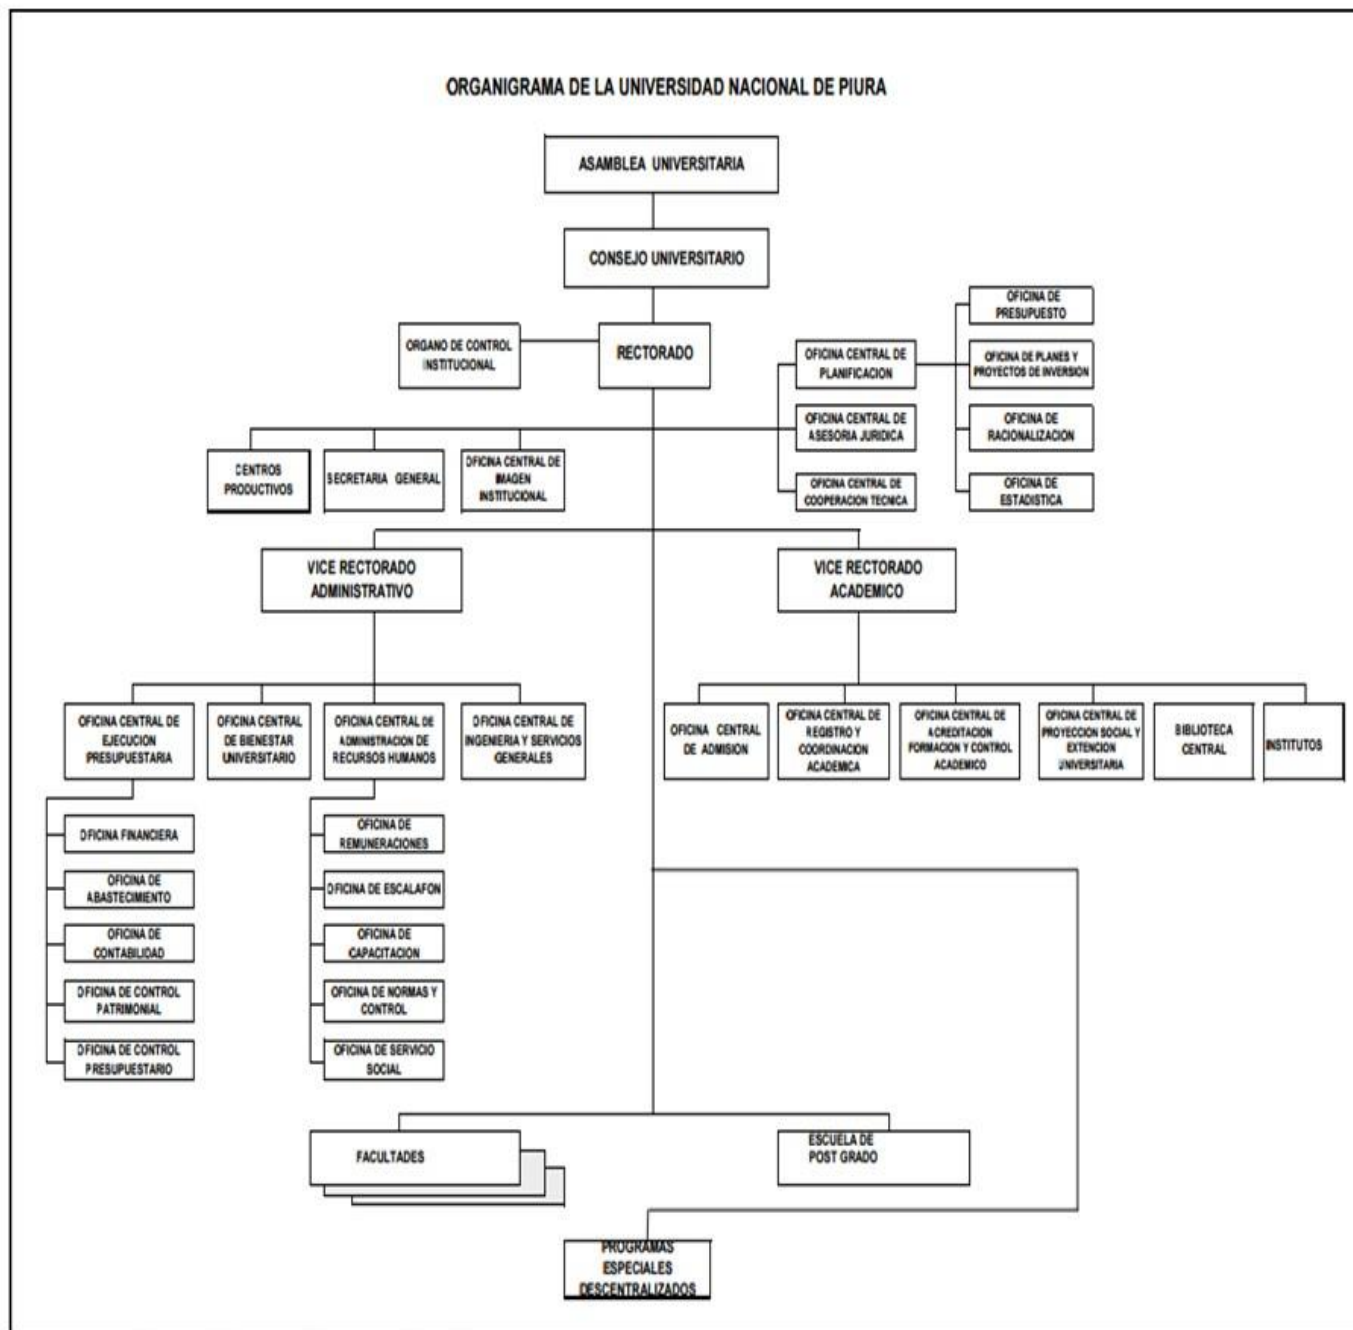 ORGANIGRAMA DE LA UNIVERSIDAD NACIONAL DE PIURA
ASAMBLEA UNIVERSITARIA
CONSEJO UNIVERSITARIO
ORGANO DE CONTROL
INSTITUCIONAL
RECTORADO
OFICINA CENTRAL DE
PLANIFICACION
OFICINA DE
PRESUPUESTO
OFICINA DE PLANES Y
PROYECTOS DE INVERSION
OFICINA CENTRAL DE
ASESORIA JURIDICA
OFICINA DE
RACIONALIZACION
OFICINA CENTRAL DE
COOPERACION TECNICA
OFICINA DE
ESTADISTICA
CENTROS
PRODUCTIVOS
SECRETARIA GENERAL
OFICINA CENTRAL DE
IMAGEN
INSTITUCIONAL
VICE RECTORADO
ADMINISTRATIVO
VICE RECTORADO
ACADEMICO
OFICINA CENTRAL DE
EJECUCION
PRESUPUESTARIA
OFICINA CENTRAL
DE BIENESTAR
UNIVERSITARIO
OFICINA CENTRAL DE
ADMINISTRACION DE
RECURSOS HUMANOS
OFICINA CENTRAL DE
INGENIERIA Y SERVICIOS
GENERALES
OFICINA CENTRAL
DE ADMISION
OFICINA CENTRAL DE
REGISTRO Y
COORDINACION
ACADEMICA
OFICINA CENTRAL DE
ACREDITACION
FORMACION Y CONTROL
ACADEMICO
OFICINA CENTRAL DE
PROYECCION SOCIAL Y
EXTENCION
UNIVERSITARIA
BIBLIOTECA
CENTRAL
INSTITUTOS
OFICINA FINANCIERA
OFICINA DE
ABASTECIMIENTO
OFICINA DE
CONTABILIDAD
OFICINA DE CONTROL
PATRIMONIAL
OFICINA DE CONTROL
PRESUPUESTARIO
OFICINA DE
REMUNERACIONES
OFICINA DE ESCALAFON
OFICINA DE
CAPACITACION
OFICINA DE NORMAS Y
CONTROL
OFICINA DE SERVICIO
SOCIAL
FACULTADES
ESCUELA DE
POST GRADO
PROGRAMAS
ESPECIALES
DESCENTRALIZADOS